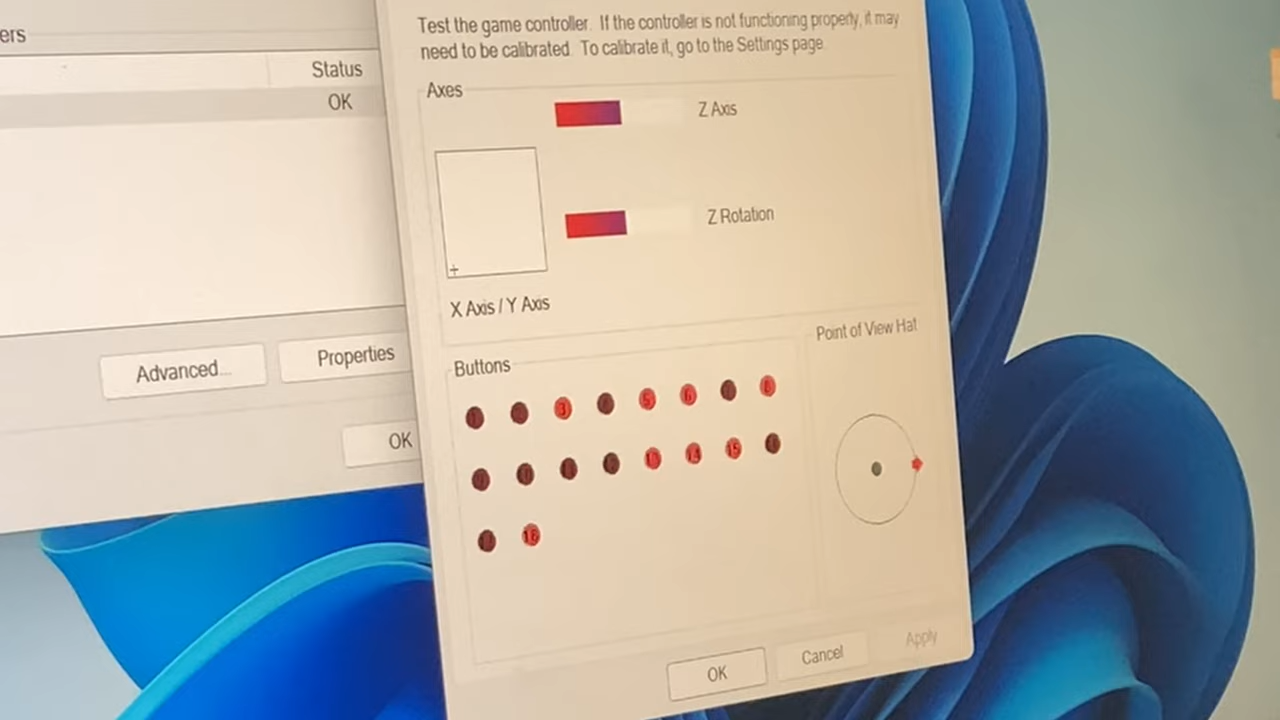 ers
Test the game controller. If the controller is not functioning properly, it may
need to be calibrated. To calibrate it, go to the Settings page.
Status
OK
Axes
Z Axis
Z Rotation
X Axis / Y Axis
Point of View Hat
Advanced...
Properties
Buttons
3 5 6 8
14 15
OK
OK
Cancel
Apply